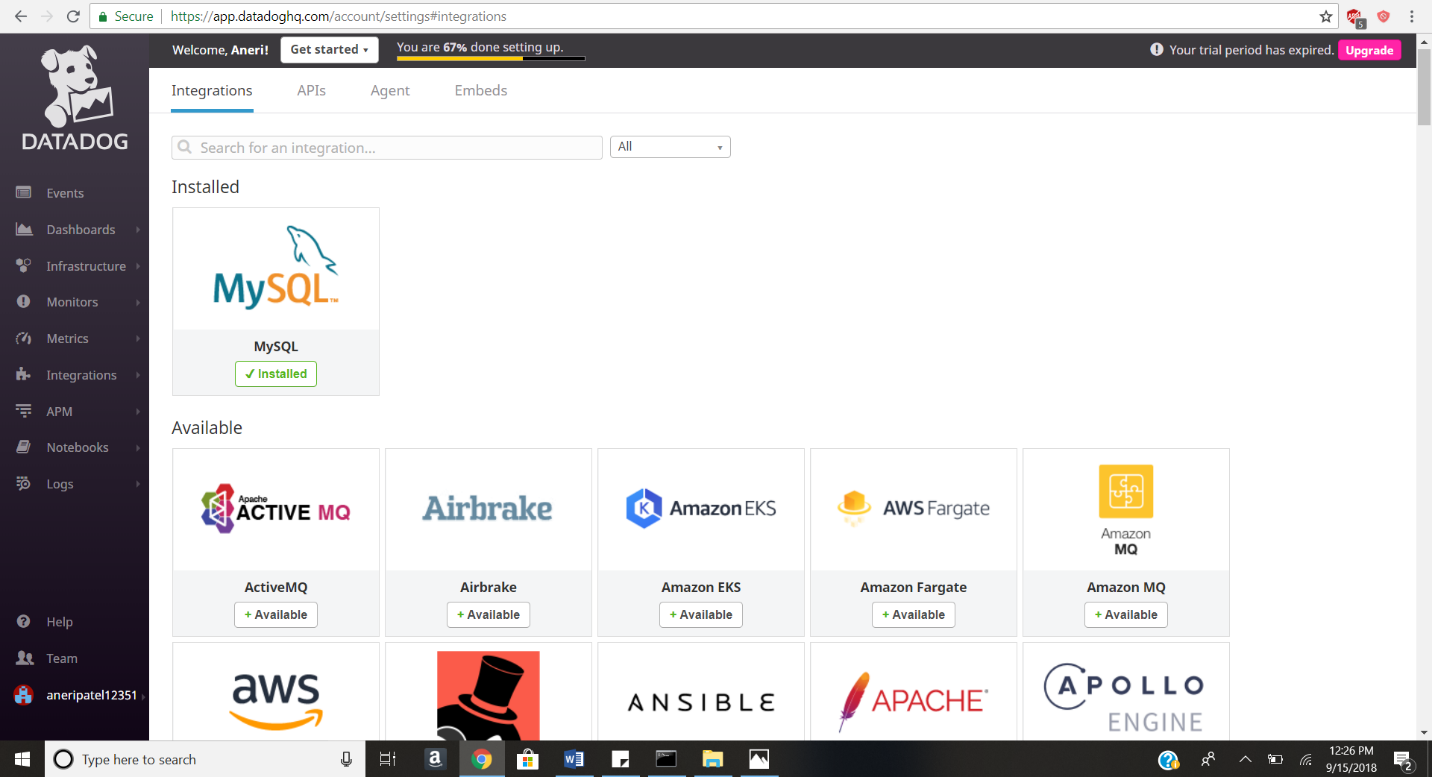 Secure https://app.datadoghq.com/account/settings#integrations
5
DATADOG
Welcome, Aneri! Get started You are 67% done setting up. Your trial period has expired. Upgrade
Integrations APIs Agent Embeds
Search for an integration... All
Events
Dashboards
Infrastructure
Monitors
Metrics
Integrations
APM
Notebooks
Logs
Help
Team
aneripatel12351
Installed
MySQL™
MySQL
✓ Installed
Available
Apache ACTIVE MQ
Airbrake
Amazon EKS
AWS Fargate
Amazon MQ
ActiveMQ Airbrake Amazon EKS Amazon Fargate Amazon MQ
+ Available + Available + Available + Available + Available
aws
ANSIBLE
APACHE
APOLLO
ENGINE
Type here to search
12:26 PM
9/15/2018
2